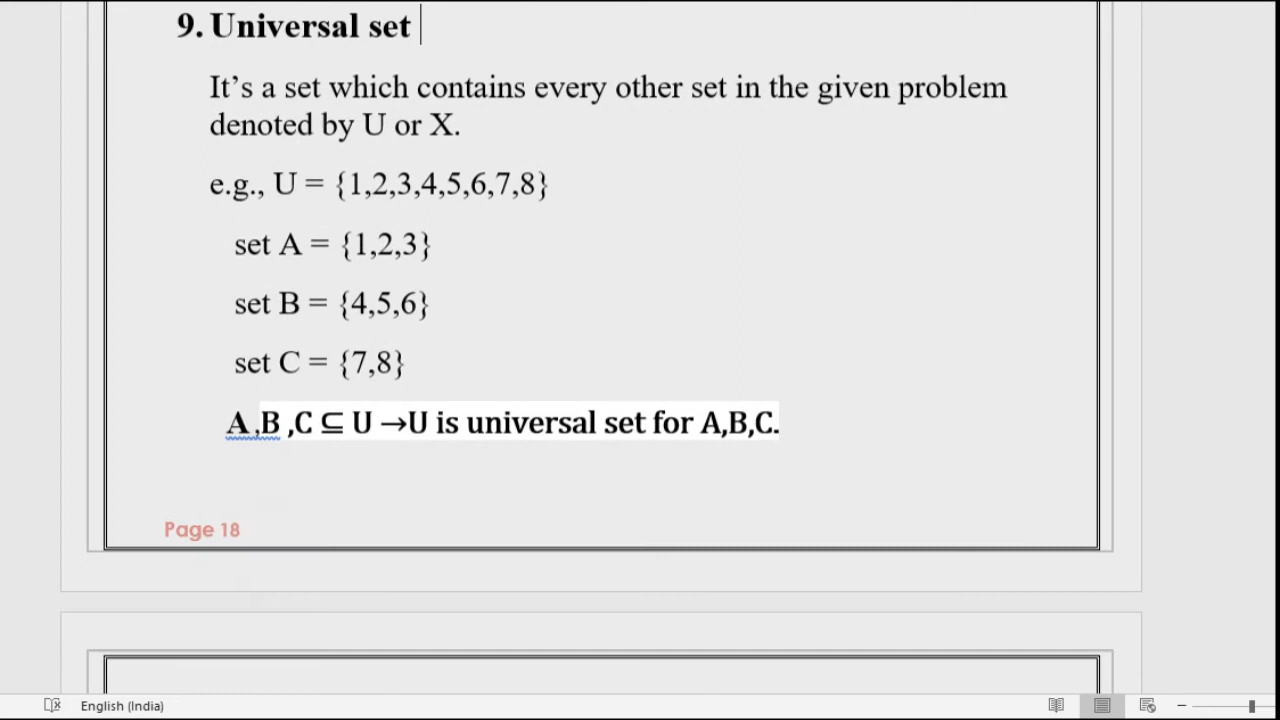 9. Universal set
It’s a set which contains every other set in the given problem
denoted by U or X.
e.g., U = {1,2,3,4,5,6,7,8}
set A = {1,2,3}
set B = {4,5,6}
set C = {7,8}
A ,B ,C ⊆ U →U is universal set for A,B,C.
Page 18
English (India)